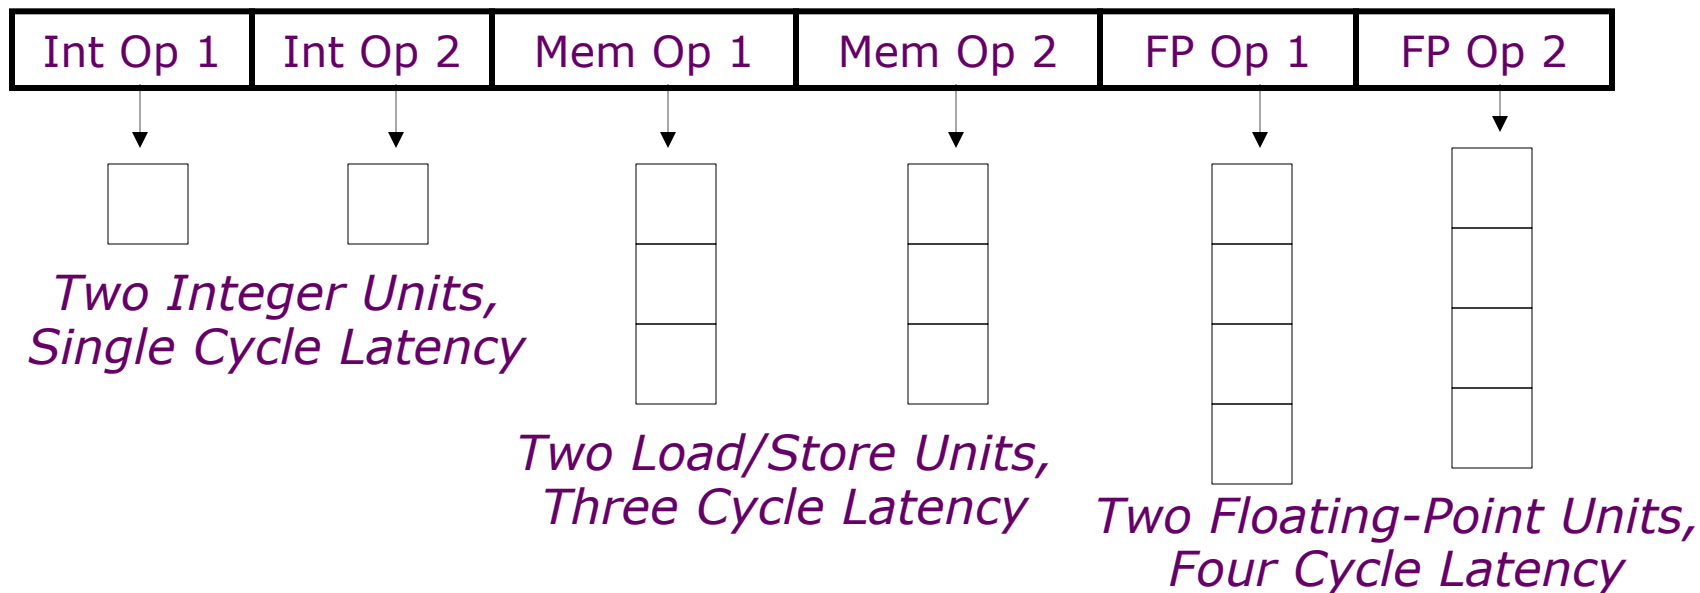 Int Op 1 Int Op 2 Mem Op 1 Mem Op 2 FP Op 1 FP Op 2
Two Integer Units,
Single Cycle Latency
Two Load/Store Units,
Three Cycle Latency
Two Floating-Point Units,
Four Cycle Latency